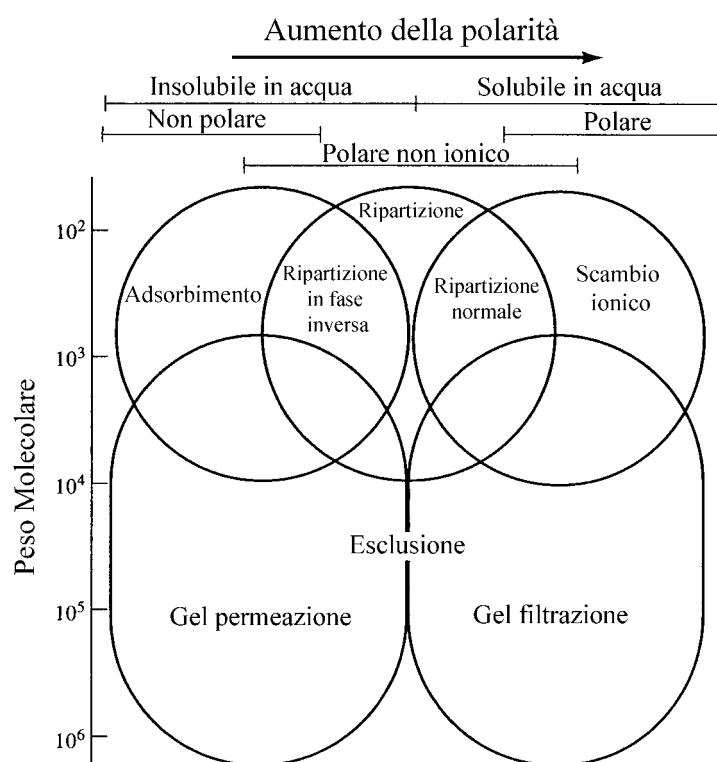 Aumento della polarità
Insolubile in acqua
Solubile in acqua
Non polare
Polare
Polare non ionico
Ripartizione
10²
Adsorbimento
Ripartizione
in fase
inversa
Ripartizione
normale
Scambio
ionico
10³
Peso Molecolare
10⁴
Esclusione
10⁵
Gel permeazione
Gel filtrazione
10⁶